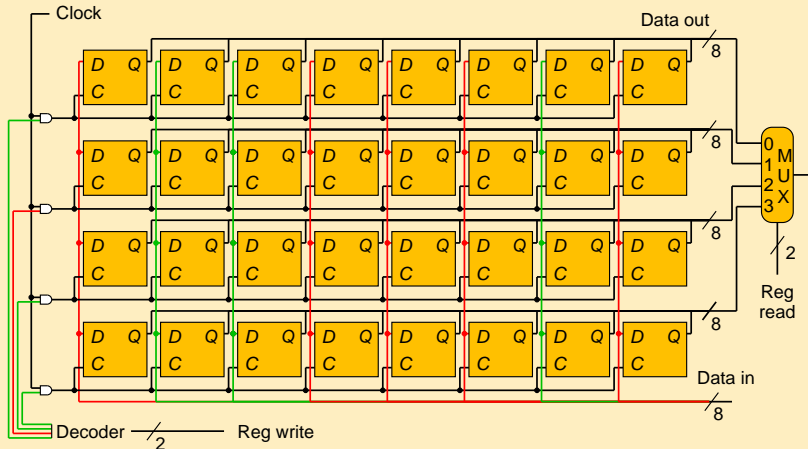 Clock
Data out
8
D Q D Q D Q D Q D Q D Q D Q D Q
C C C C C C C C
8
0
D Q D Q D Q D Q D Q D Q D Q D Q
C C C C C C C C
1
2
3
M
U
X
8
D Q D Q D Q D Q D Q D Q D Q D Q
C C C C C C C C
2
Reg
read
8
D Q D Q D Q D Q D Q D Q D Q D Q
C C C C C C C C
Data in
8
Decoder
2
Reg write